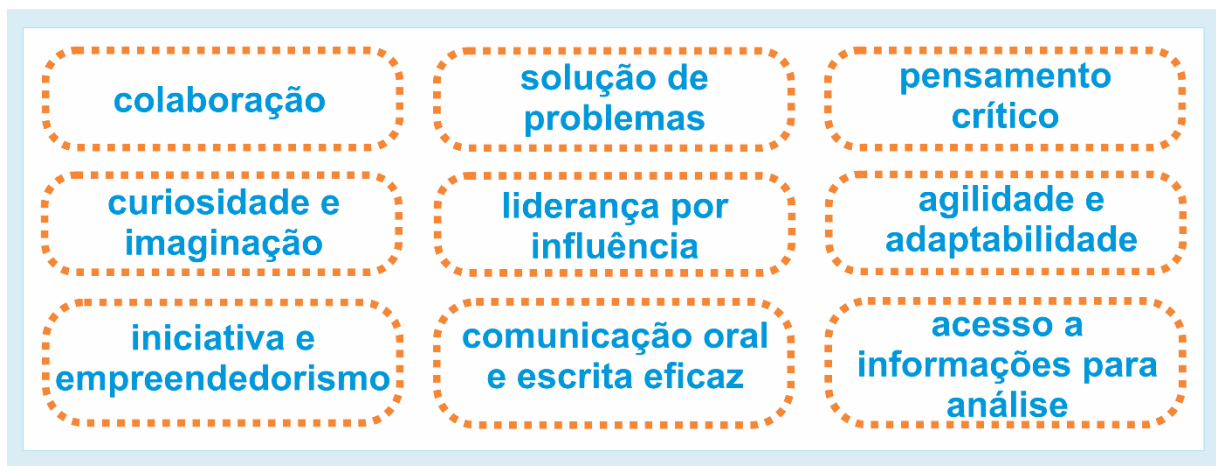 colaboração
solução de
problemas
pensamento
crítico
curiosidade e
imaginação
liderança por
influência
agilidade e
adaptabilidade
iniciativa e
empreendedorismo
comunicação oral
e escrita eficaz
acesso a
informações para
análise